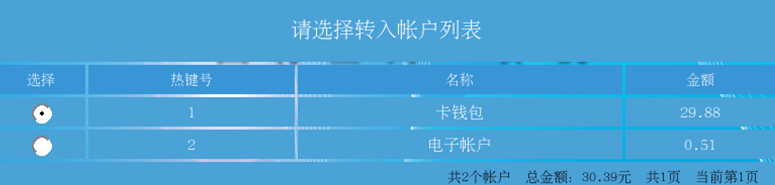 请选择转入帐户列表
选择 热键号 名称 金额
1 卡钱包 29.88
2 电子帐户 0.51
共2个帐户 总金额: 30.39元 共1页 当前第1页